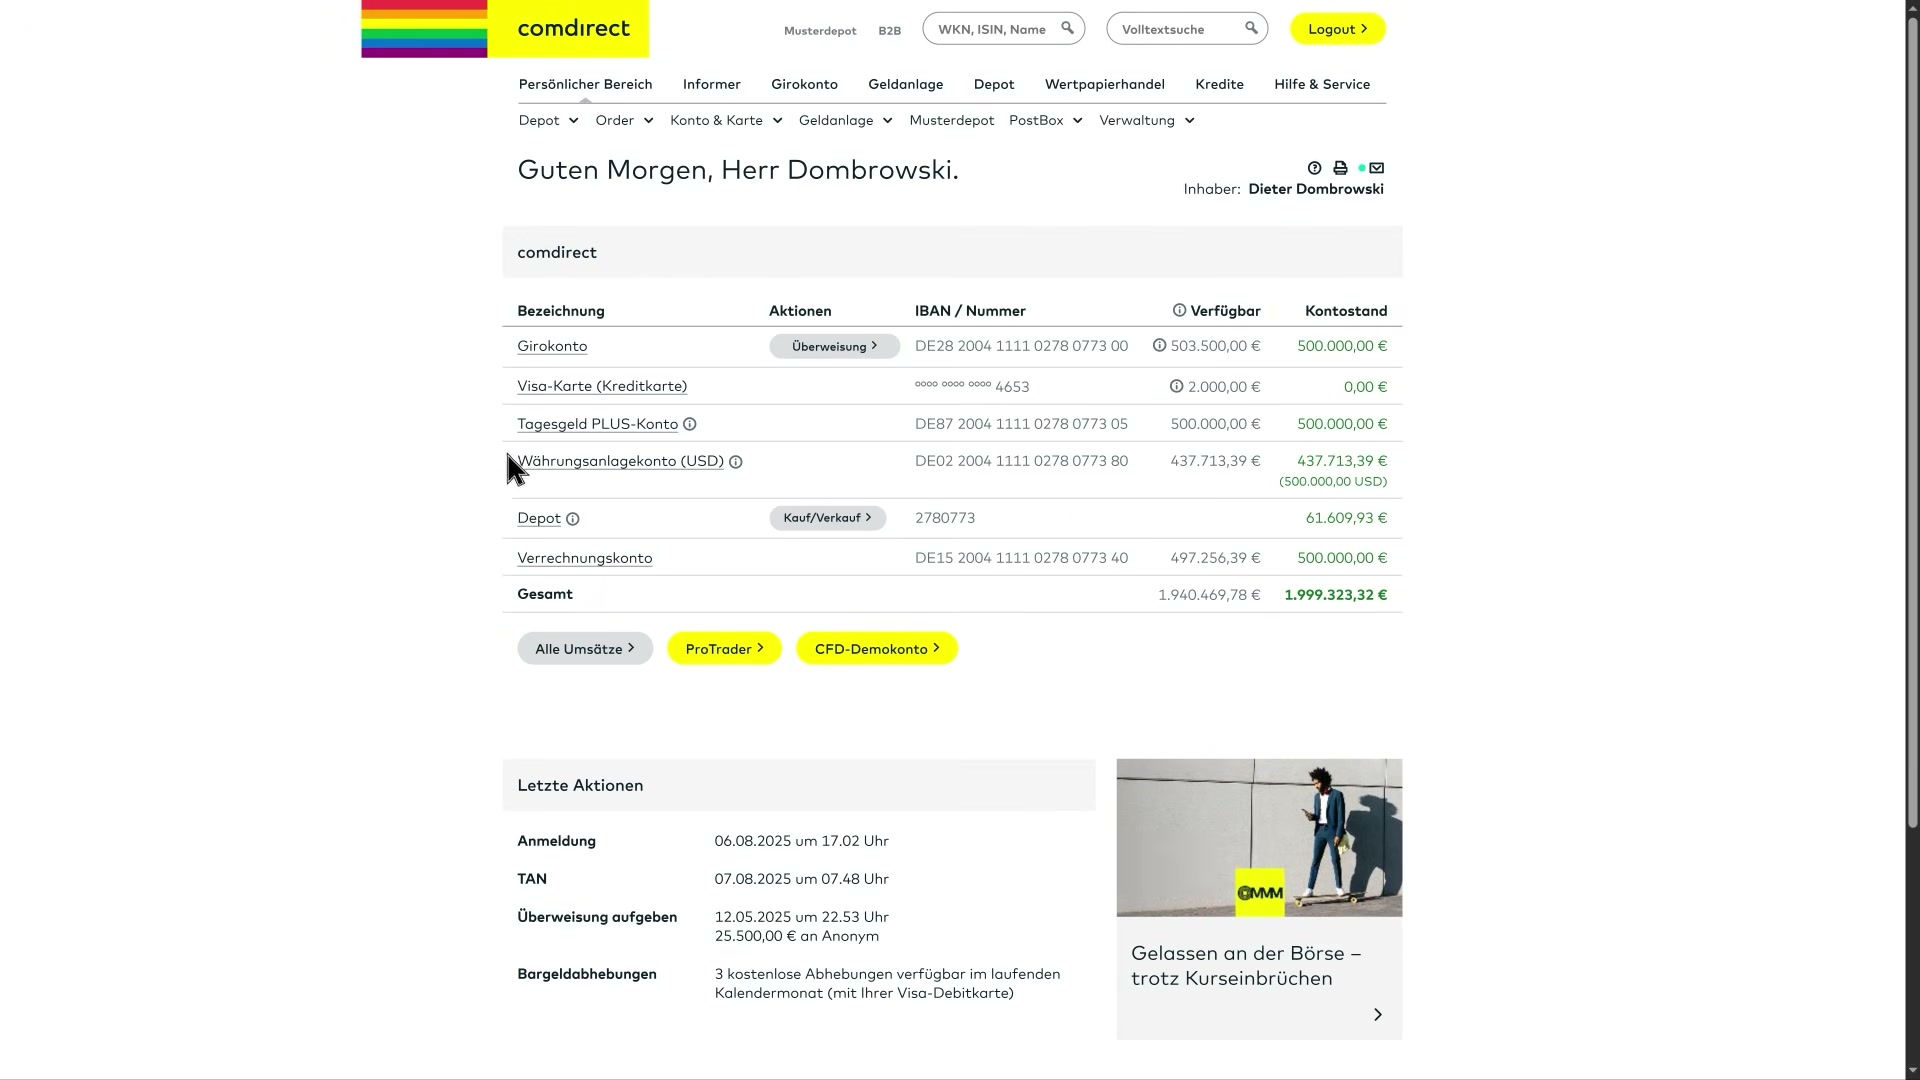 comdirect
Musterdepot B2B WKN, ISIN, Name Volltextsuche Logout
Persönlicher Bereich Informer Girokonto Geldanlage Depot Wertpapierhandel Kredite Hilfe & Service
Depot Order Konto & Karte Geldanlage Musterdepot PostBox Verwaltung
Guten Morgen, Herr Dombrowski.
Inhaber: Dieter Dombrowski
comdirect
Bezeichnung Aktionen IBAN / Nummer Verfügbar Kontostand
Girokonto Überweisung DE28 2004 1111 0278 0773 00 503.500,00 € 500.000,00 €
Visa-Karte (Kreditkarte) °°°° °°°° °°°° 4653 2.000,00 € 0,00 €
Tagesgeld PLUS-Konto DE87 2004 1111 0278 0773 05 500.000,00 € 500.000,00 €
Währungsanlagekonto (USD) DE02 2004 1111 0278 0773 80 437.713,39 € 437.713,39 €
(500.000,00 USD)
Depot Kauf/Verkauf 2780773 61.609,93 €
Verrechnungskonto DE15 2004 1111 0278 0773 40 497.256,39 € 500.000,00 €
Gesamt 1.940.469,78 € 1.999.323,32 €
Alle Umsätze ProTrader CFD-Demokonto
Letzte Aktionen
Anmeldung 06.08.2025 um 17.02 Uhr
TAN 07.08.2025 um 07.48 Uhr
Überweisung aufgeben 12.05.2025 um 22.53 Uhr
25.500,00 € an Anonym
Bargeldabhebungen 3 kostenlose Abhebungen verfügbar im laufenden
Kalendermonat (mit Ihrer Visa-Debitkarte)
OMMM
Gelassen an der Börse –
trotz Kurseinbrüchen